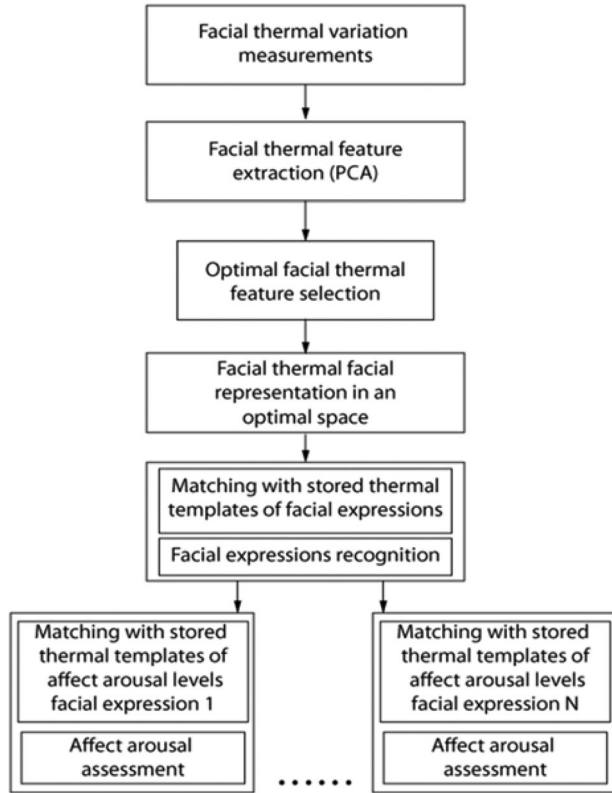 Facial thermal variation
measurements
Facial thermal feature
extraction (PCA)
Optimal facial thermal
feature selection
Facial thermal facial
representation in an
optimal space
Matching with stored thermal
templates of facial expressions
Facial expressions recognition
Matching with stored
thermal templates of
affect arousal levels
facial expression 1
Affect arousal
assessment
......
Matching with stored
thermal templates of
affect arousal levels
facial expression N
Affect arousal
assessment